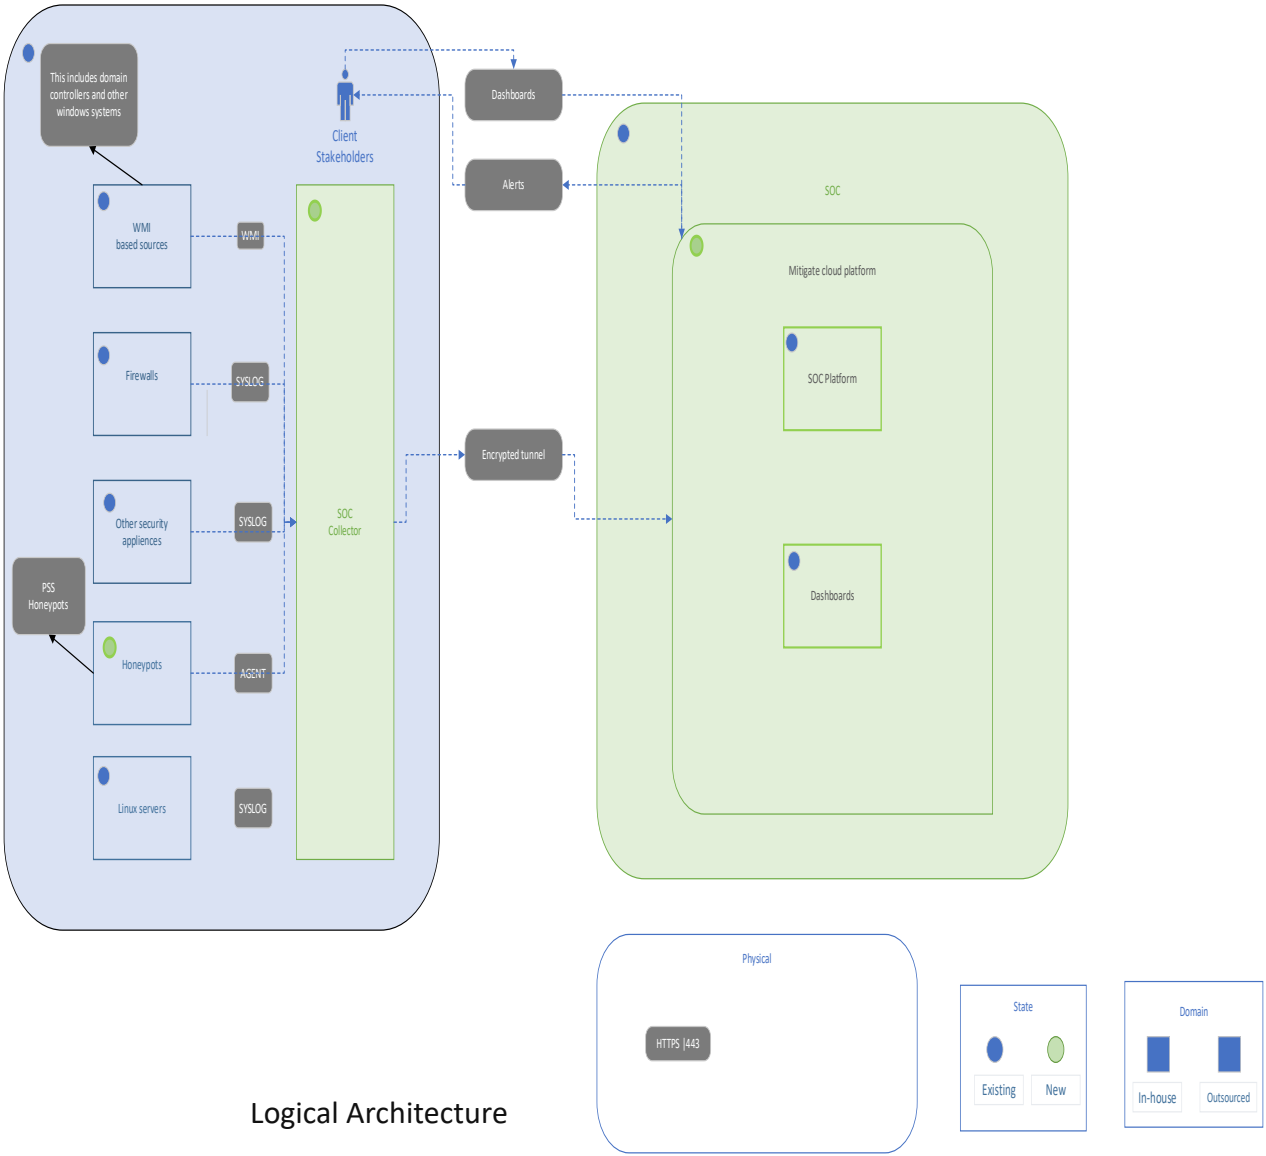 This includes domain
controllers and other
windows systems
Client
Stakeholders
Dashboards
Alerts
WMI
based sources
WMI
Firewalls
SYSLOG
Other security
appliences
SYSLOG
PSS
Honeypots
Honeypots
AGENT
Linux servers
SYSLOG
SOC
Collector
Encrypted tunnel
SOC
Mitigate cloud platform
SOC Platform
Dashboards
Physical
HTTPS |443
State
Existing
New
Domain
In-house
Outsourced
Logical Architecture